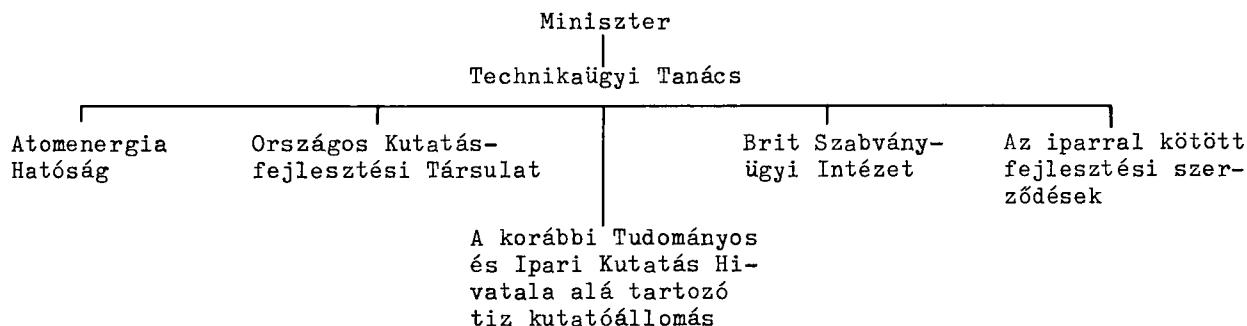 Miniszter
Technikaügyi Tanács
Atomenergia
Hatóság
Országos Kutatás-
fejlesztési Társulat
A korábbi Tudományos
és Ipari Kutatás Hi-
vatala alá tartozó
tiz kutatóállomás
Brit Szabvány-
ügyi Intézet
Az iparral kötött
fejlesztési szer-
ződések